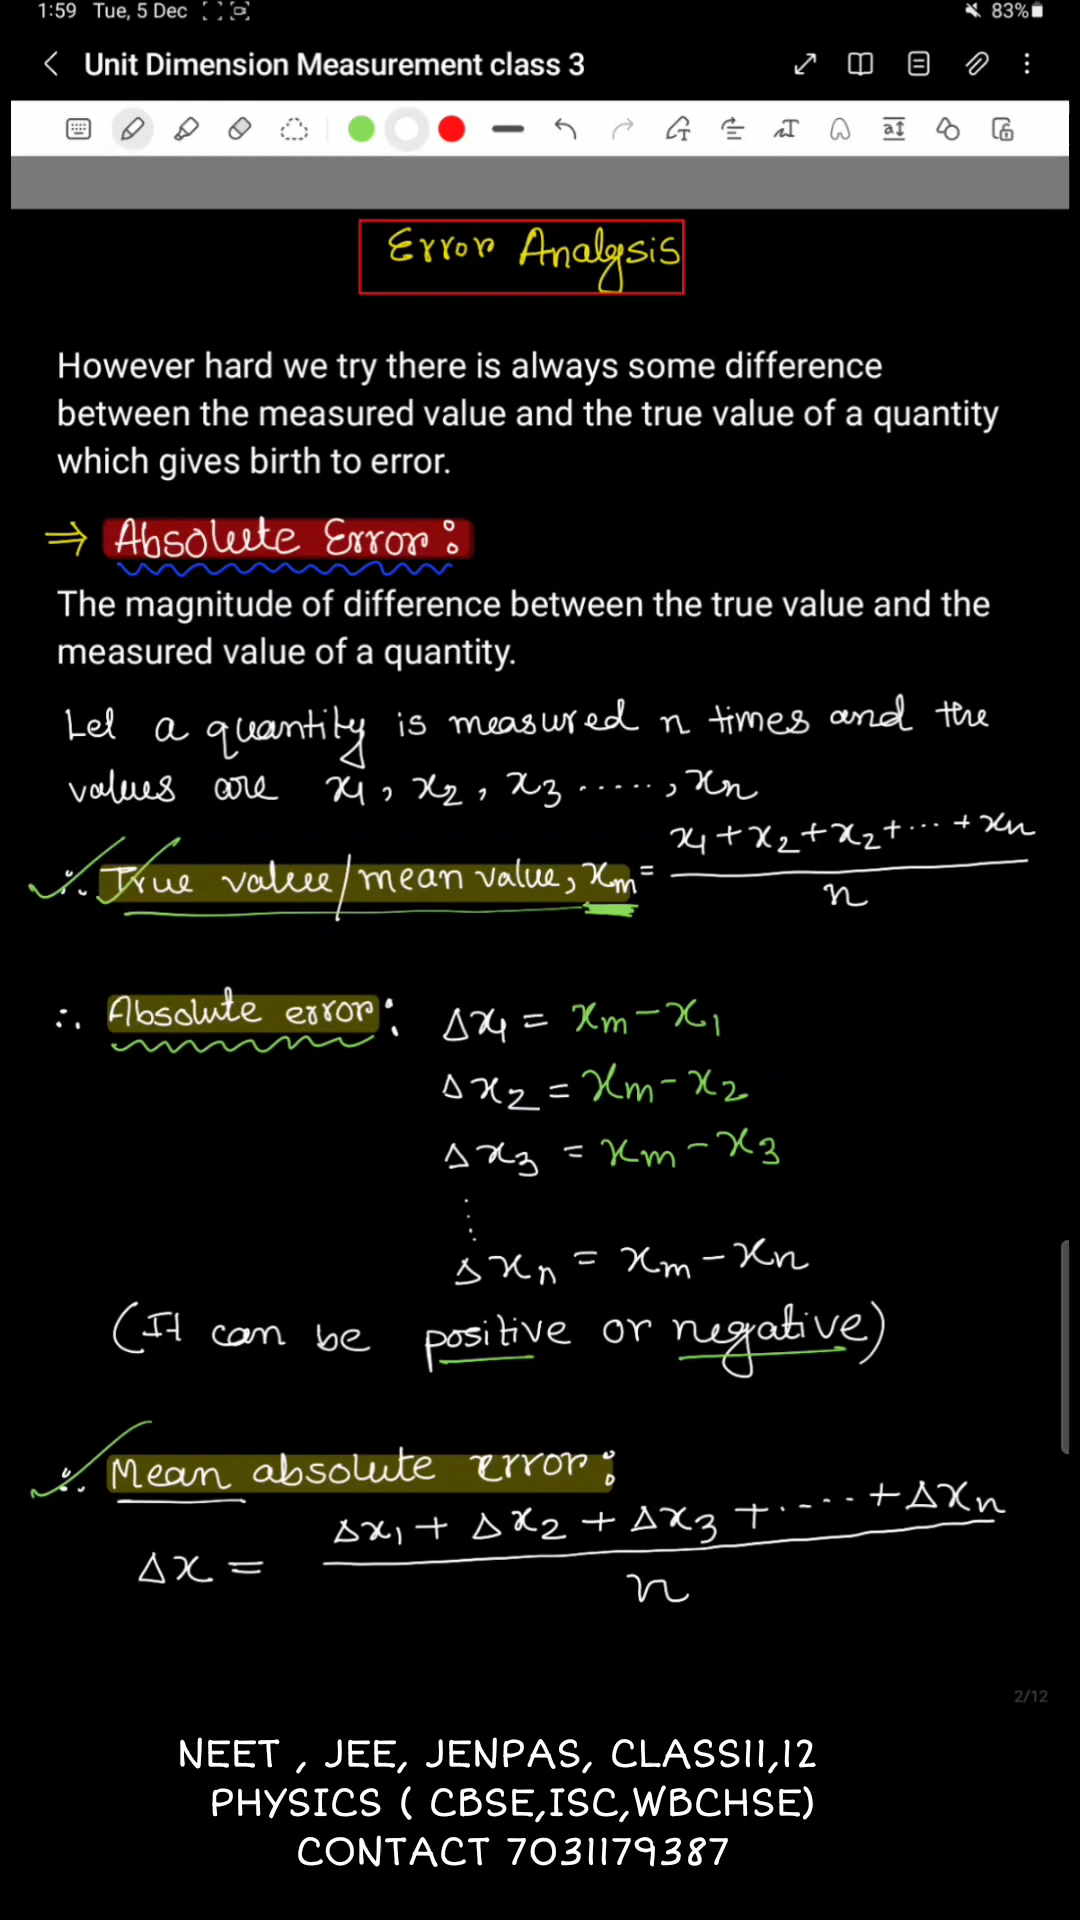 1:59 Tue, 5 Dec
83%
Unit Dimension Measurement class 3
Error Analysis
However hard we try there is always some difference
between the measured value and the true value of a quantity
which gives birth to error.
⇒ Absolute Error:
The magnitude of difference between the true value and the
measured value of a quantity.
Let a quantity is measured n times and the
values are x₁, x₂, x₃ ....., xₙ
∴ True value/mean value, xₘ = (x₁+x₂+x₂+...+xₙ)/n
∴ Absolute error: Δx₁ = xₘ-x₁
Δx₂ = xₘ-x₂
Δx₃ = xₘ-x₃
⋮
Δxₙ = xₘ-xₙ
(It can be positive or negative)
∴ Mean absolute error:
Δx = (Δx₁+Δx₂+Δx₃+.....+Δxₙ)/n
2/12
NEET , JEE, JENPAS, CLASS11,12
PHYSICS ( CBSE,ISC,WBCHSE)
CONTACT 7031179387